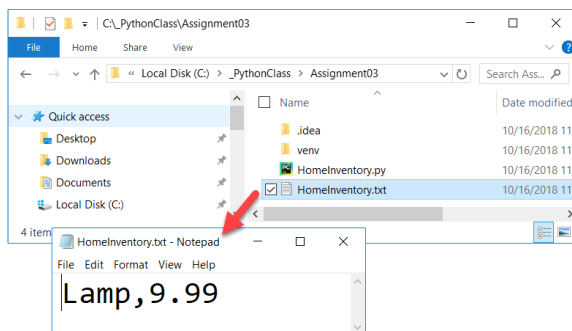 C:\_PythonClass\Assignment03
File Home Share View
« Local Disk (C:) > _PythonClass > Assignment03
Search Ass...
Name Date modified
Quick access
Desktop
Downloads
Documents
Local Disk (C:)
.idea 10/16/2018 11
venv 10/16/2018 11
HomeInventory.py 10/16/2018 11
HomeInventory.txt 10/16/2018 11
4 item
HomeInventory.txt - Notepad
File Edit Format View Help
Lamp,9.99